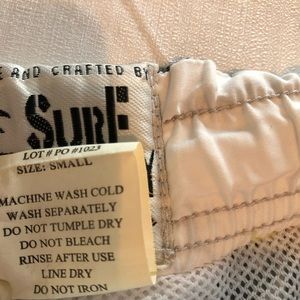 E AND CRAFTED BY
SURF
LOT # PO #1023
SIZE: SMALL
MACHINE WASH COLD
WASH SEPARATELY
DO NOT TUMPLE DRY
DO NOT BLEACH
RINSE AFTER USE
LINE DRY
DO NOT IRON